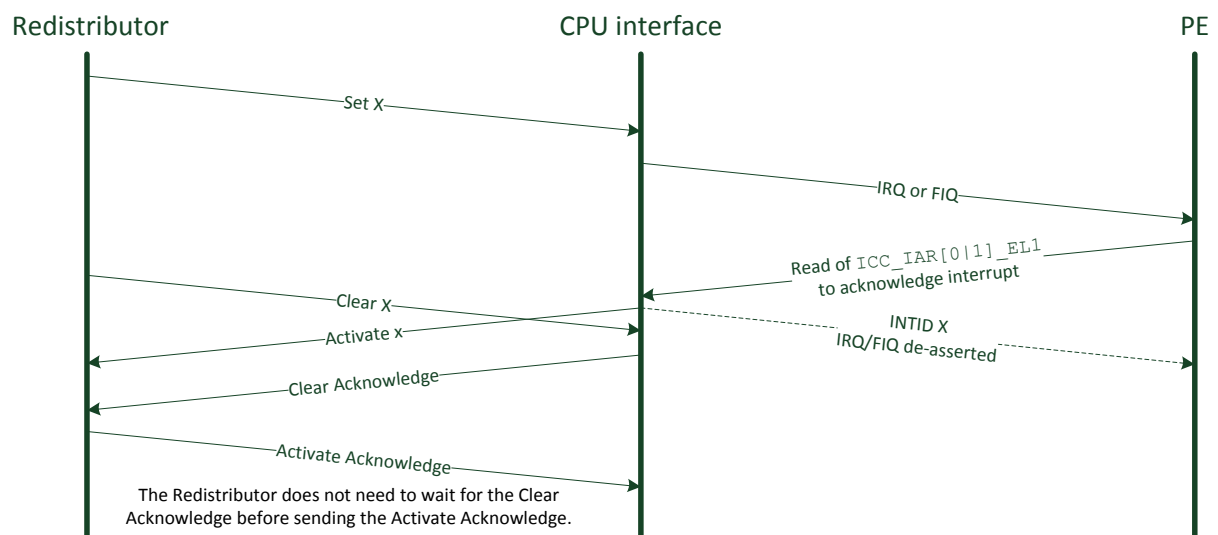 Redistributor
CPU interface
PE
Set X
IRQ or FIQ
Read of ICC_IAR[0|1]_EL1
to acknowledge interrupt
Clear X
Activate x
INTID X
IRQ/FIQ de-asserted
Clear Acknowledge
Activate Acknowledge
The Redistributor does not need to wait for the Clear
Acknowledge before sending the Activate Acknowledge.